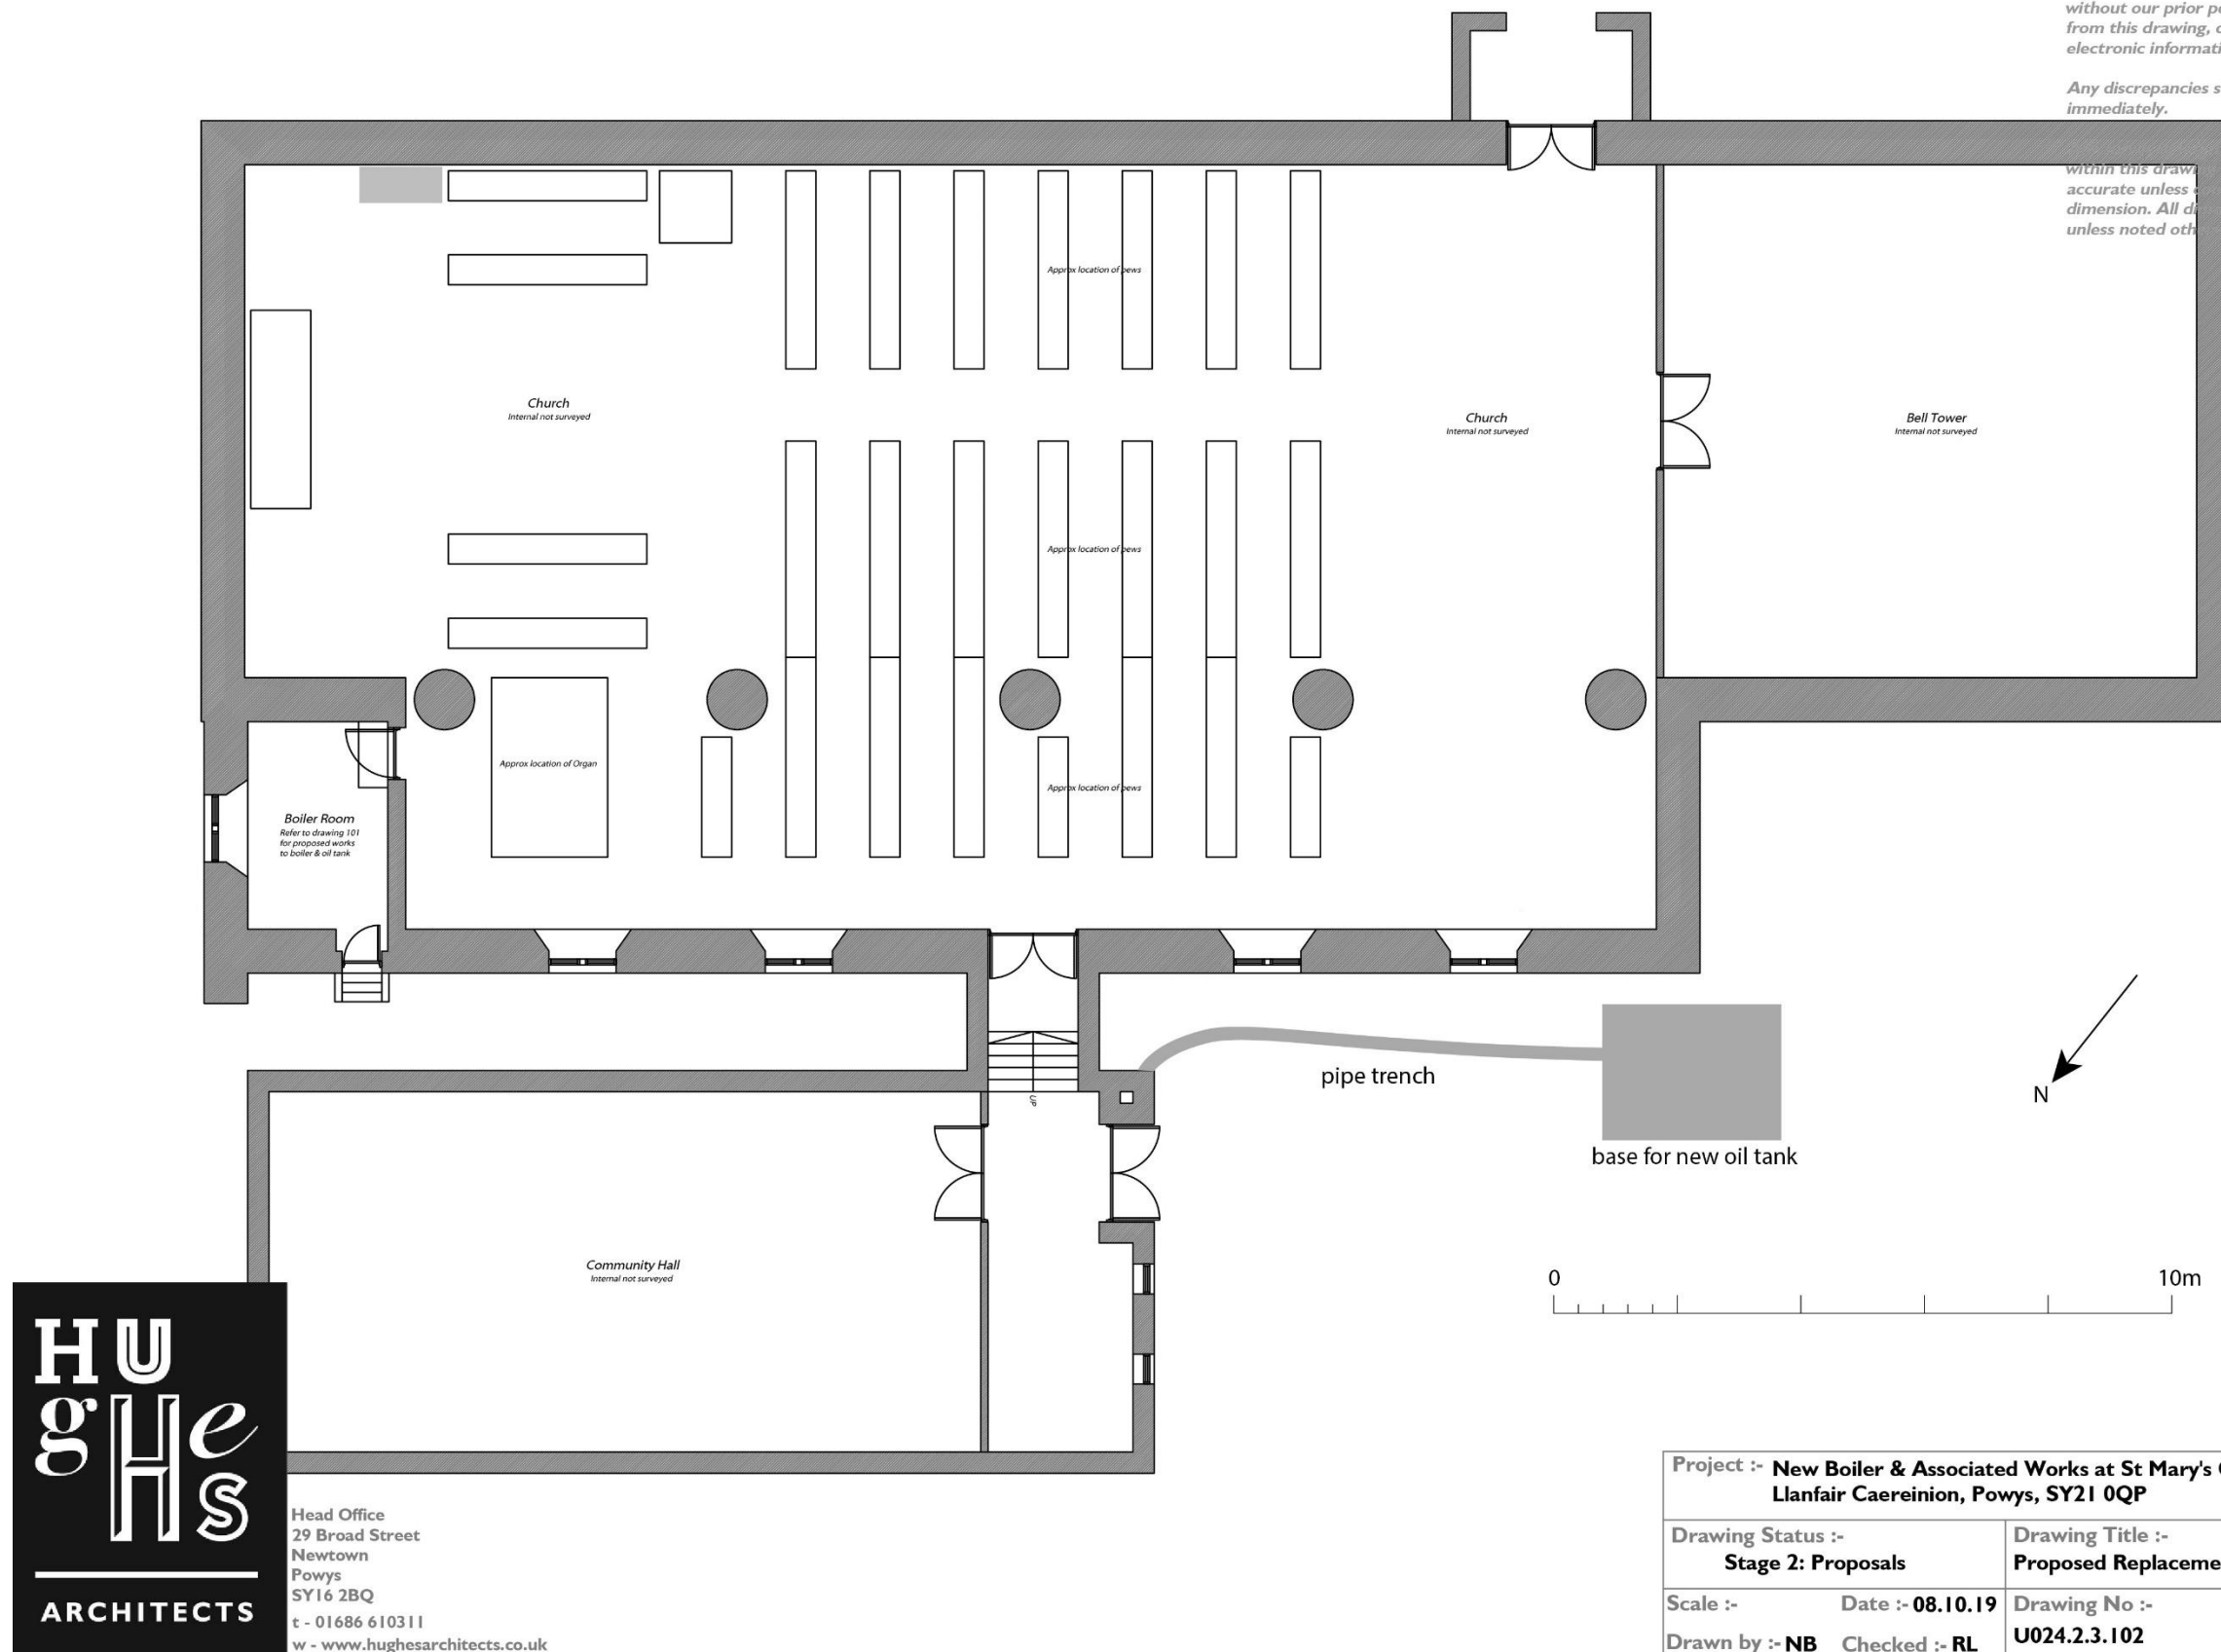 without our prior
from this drawing,
electronic
Any discrepancies
immediately.
within this
accurate unless
dimension. All
unless noted
Approx location of pews
Church
Internal not surveyed
Church
Internal not surveyed
Bell Tower
Internal not surveyed
Approx location of pews
Approx location of Organ
Approx location of pews
Boiler Room
Refer to drawing 101
for proposed works
to boiler & oil tank
pipe trench
UP
N
base for new oil tank
Community Hall
Internal not surveyed
0 10m
HUgHeHS
ARCHITECTS
Head Office
29 Broad Street
Newtown
Powys
SY16 2BQ
t - 01686 610311
w - www.hughesarchitects.co.uk
Project :- New Boiler & Associated Works at St Mary's
Llanfair Caereinion, Powys, SY21 0QP
Drawing Status :-
Stage 2: Proposals
Drawing Title :-
Proposed
Scale :- Date :- 08.10.19
Drawn by :- NB Checked :- RL
Drawing No :-
U024.2.3.102